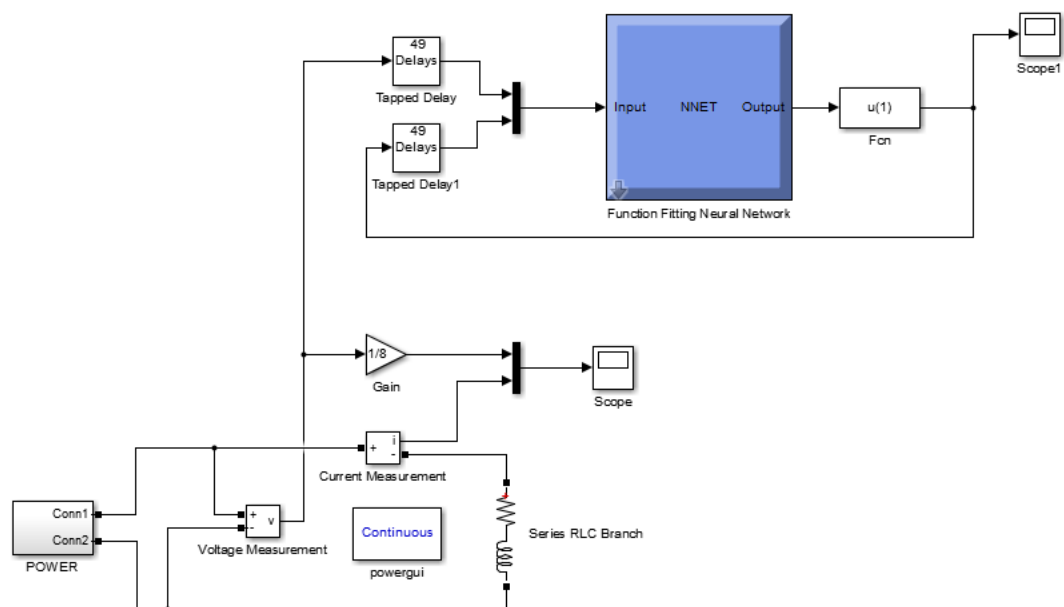 49
Delays
Tapped Delay
49
Delays
Tapped Delay1
Input
NNET
Output
Function Fitting Neural Network
u(1)
Fcn
Scope1
1/8
Gain
Scope
+
i
-
Current Measurement
Conn1
Conn2
POWER
+
-
v
Voltage Measurement
Continuous
powergui
Series RLC Branch